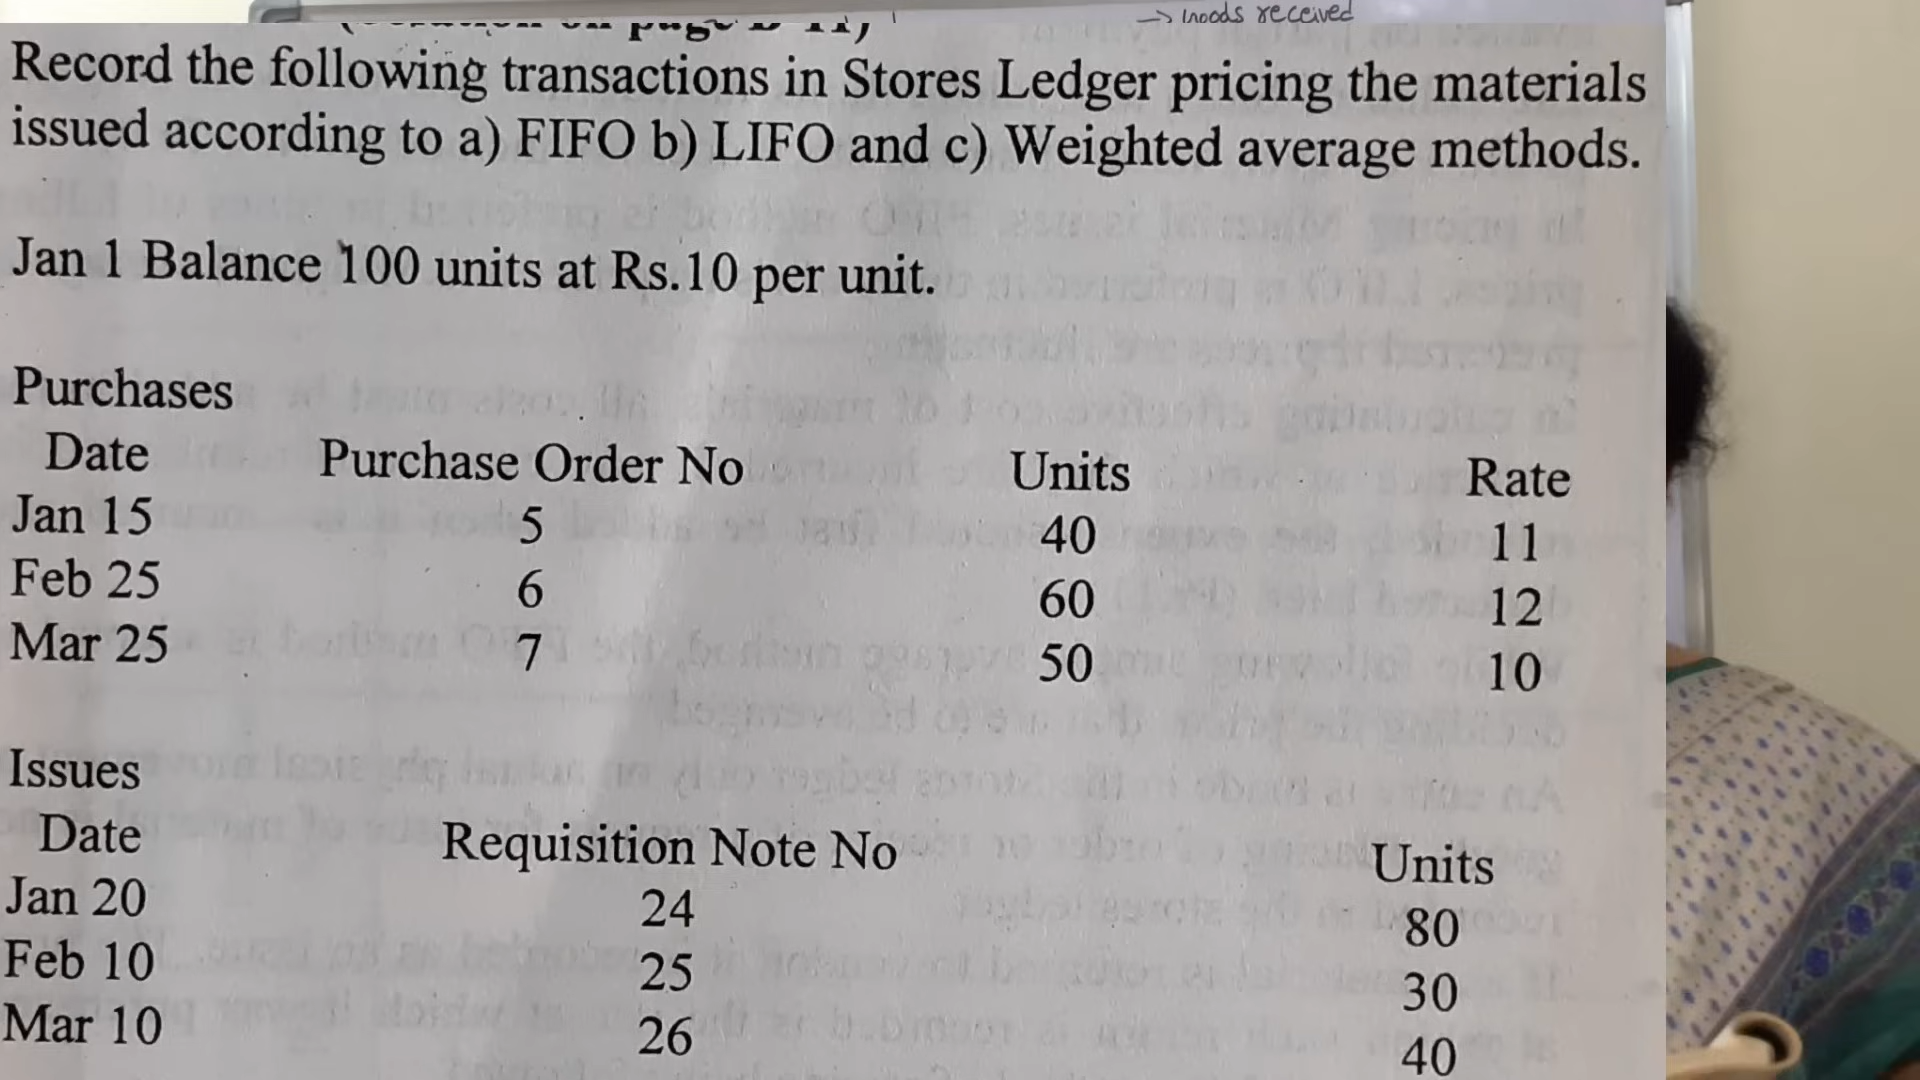 → Goods received
Record the following transactions in Stores Ledger pricing the materials
issued according to a) FIFO b) LIFO and c) Weighted average methods.
Jan 1 Balance 100 units at Rs.10 per unit.
Purchases
Date Purchase Order No Units Rate
Jan 15 5 40 11
Feb 25 6 60 12
Mar 25 7 50 10
Issues
Date Requisition Note No Units
Jan 20 24 80
Feb 10 25 30
Mar 10 26 40